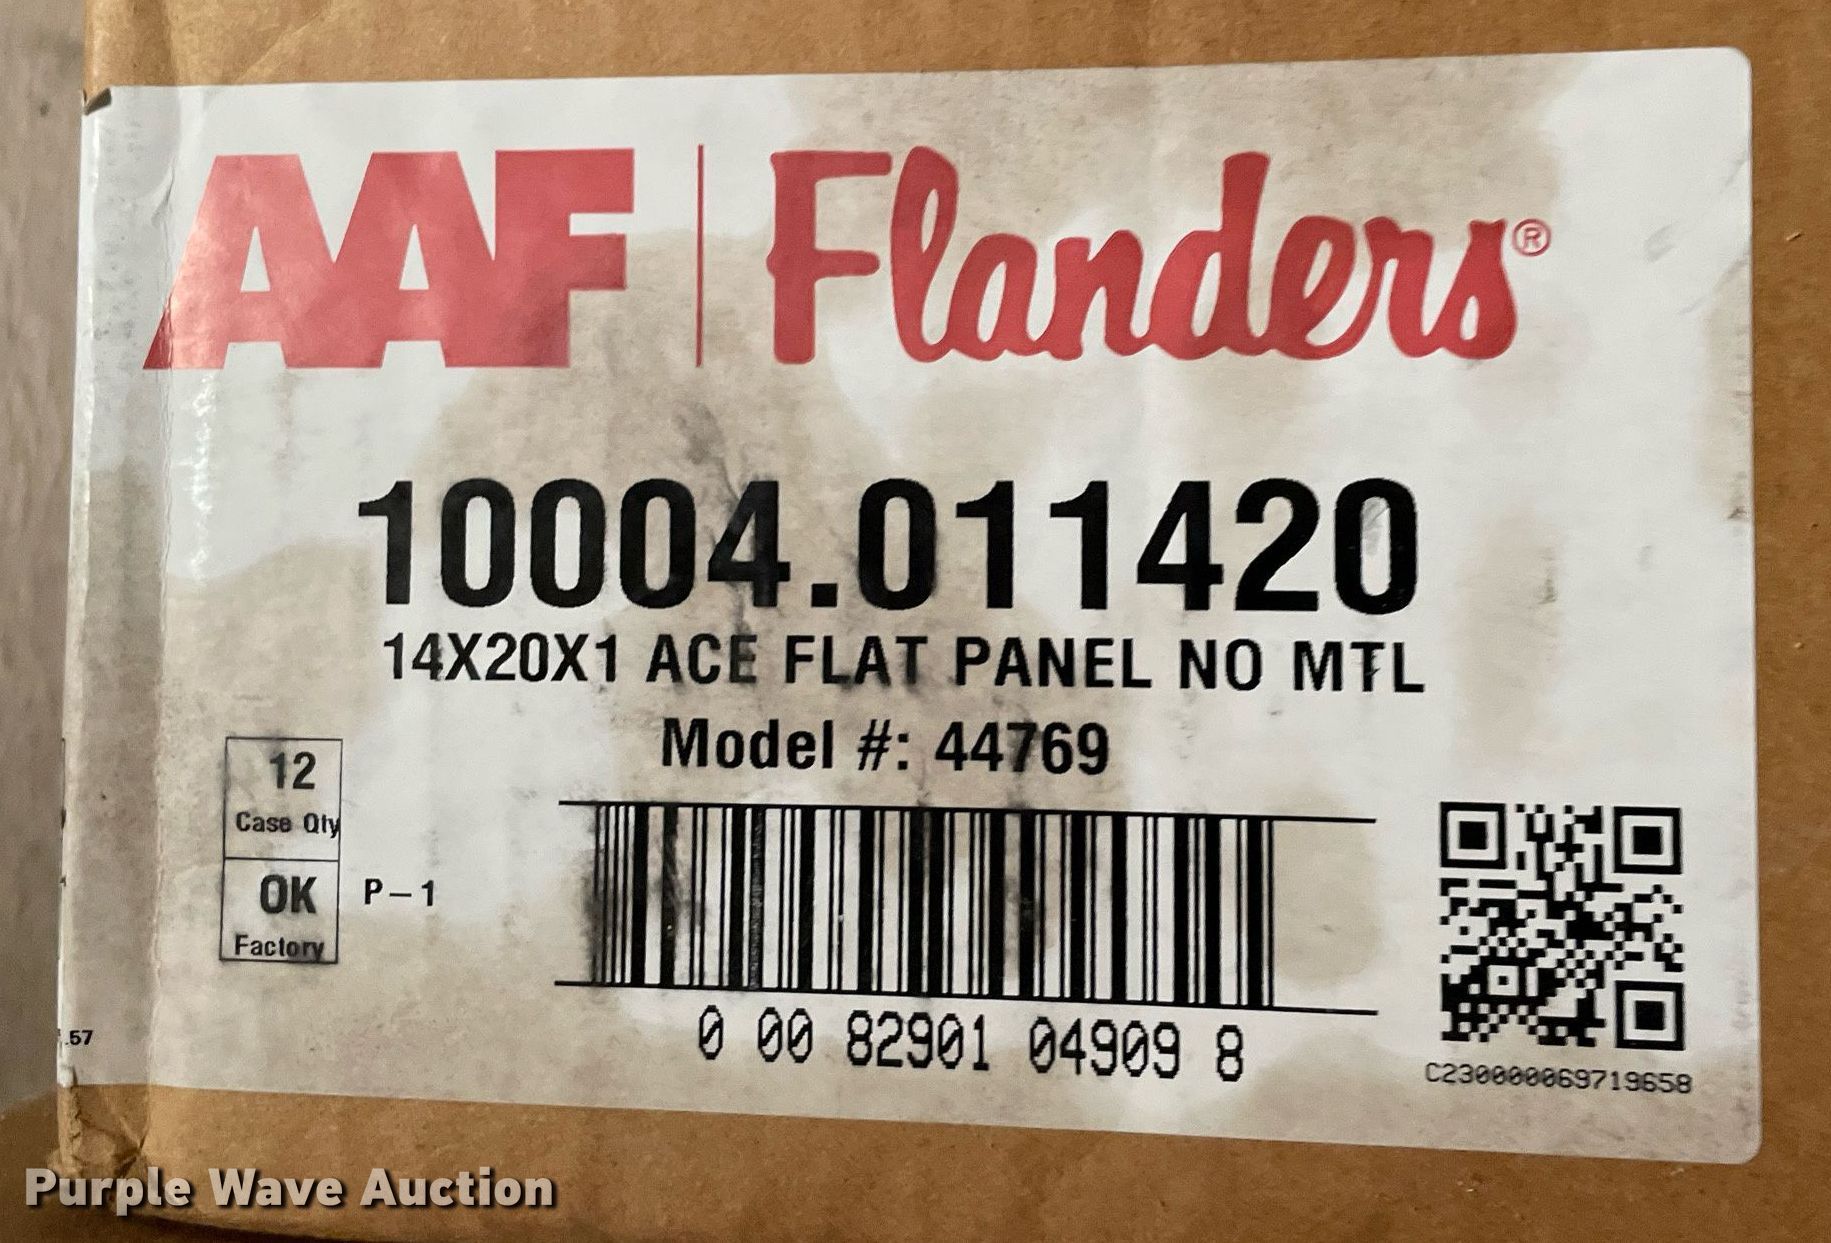 AAF | Flanders®
10004.011420
14X20X1 ACE FLAT PANEL NO MTL
Model #: 44769
12
Case Qty
OK
Factory
P-1
0 00 82901 04909 8
C230000069719658
.57
Purple Wave Auction